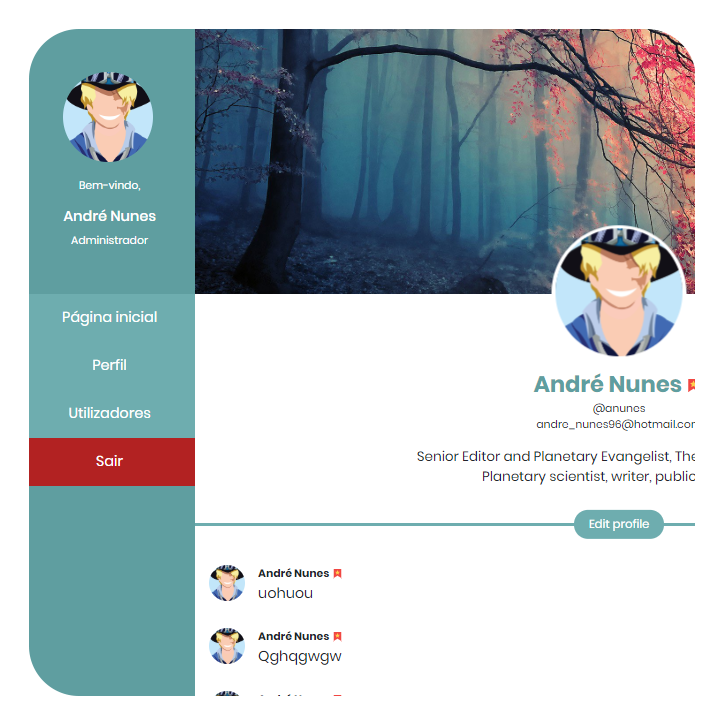 Bem-vindo,
André Nunes
Administrador
Página inicial
Perfil
Utilizadores
Sair
André Nunes
@anunes
andre_nunes96@hotmail.cor
Senior Editor and Planetary Evangelist, The
Planetary scientist, writer, public
Edit profile
André Nunes
uohuou
André Nunes
Qghqgwgw